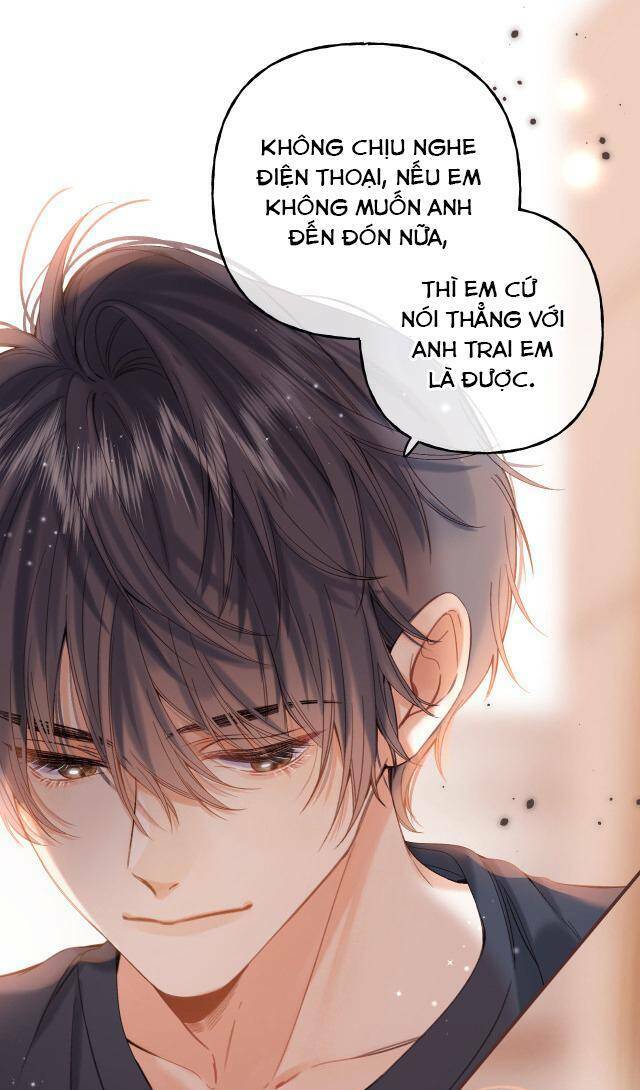 KHÔNG CHỊU NGHE
ĐIỆN THOẠI, NẾU EM
KHÔNG MUỐN ANH
ĐẾN ĐÓN NỮA,
THÌ EM CỨ
NÓI THẲNG VỚI
ANH TRAI EM
LÀ ĐƯỢC.